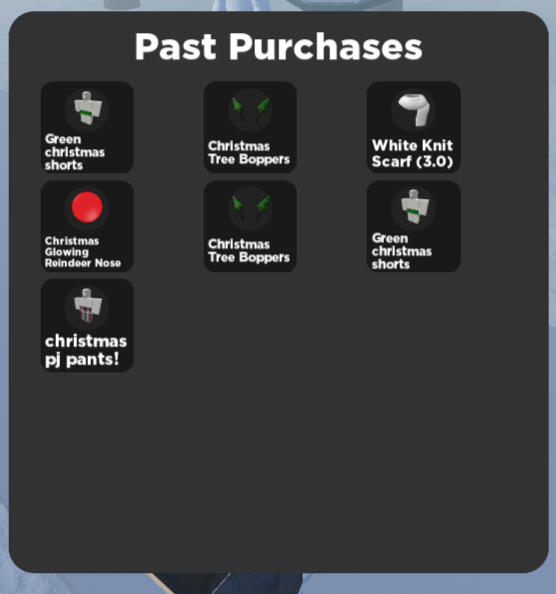 Past Purchases
Green
christmas
shorts
Christmas
Tree Boppers
White Knit
Scarf (3.0)
Christmas
Glowing
Reindeer Nose
Christmas
Tree Boppers
Green
christmas
shorts
christmas
pj pants!